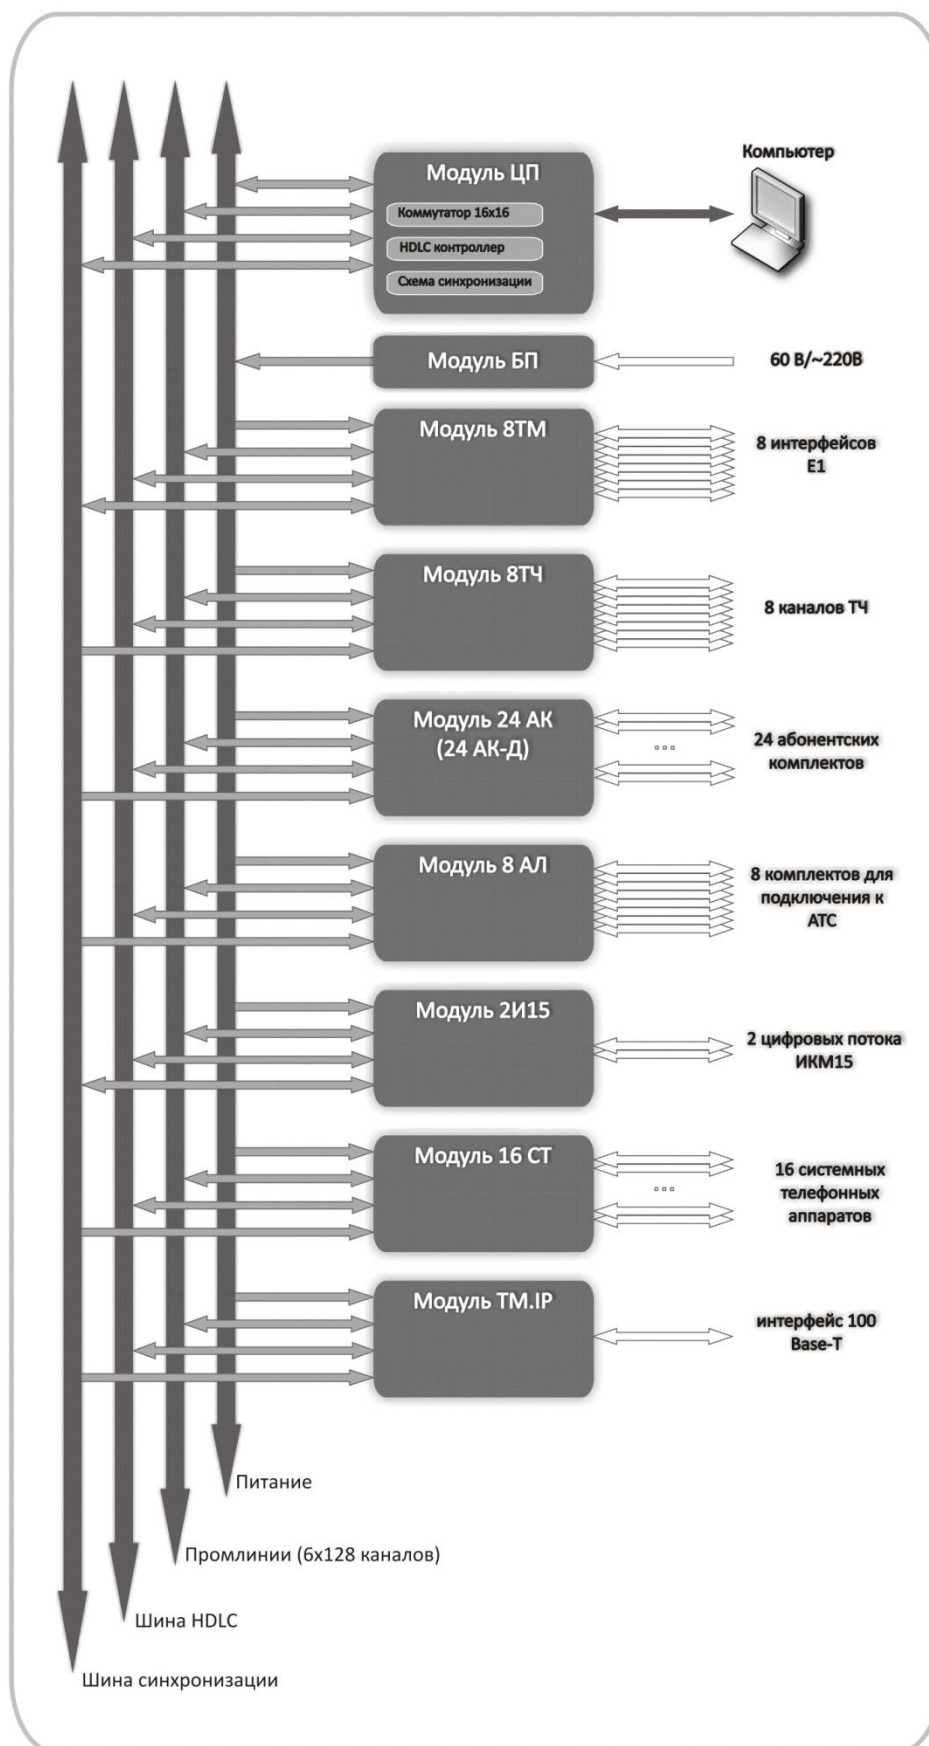 Модуль ЦП
Коммутатор 16x16
HDLC контроллер
Схема синхронизации
Компьютер
Модуль БП
60 В/~220В
Модуль 8ТМ
8 интерфейсов
Е1
Модуль 8ТЧ
8 каналов ТЧ
Модуль 24 АК
(24 АК-Д)
24 абонентских
комплектов
Модуль 8 АЛ
8 комплектов для
подключения к
АТС
Модуль 2И15
2 цифровых потока
ИКМ15
Модуль 16 СТ
16 системных
телефонных
аппаратов
Модуль TM.IP
интерфейс 100
Base-T
Питание
Промлинии (6x128 каналов)
Шина HDLC
Шина синхронизации